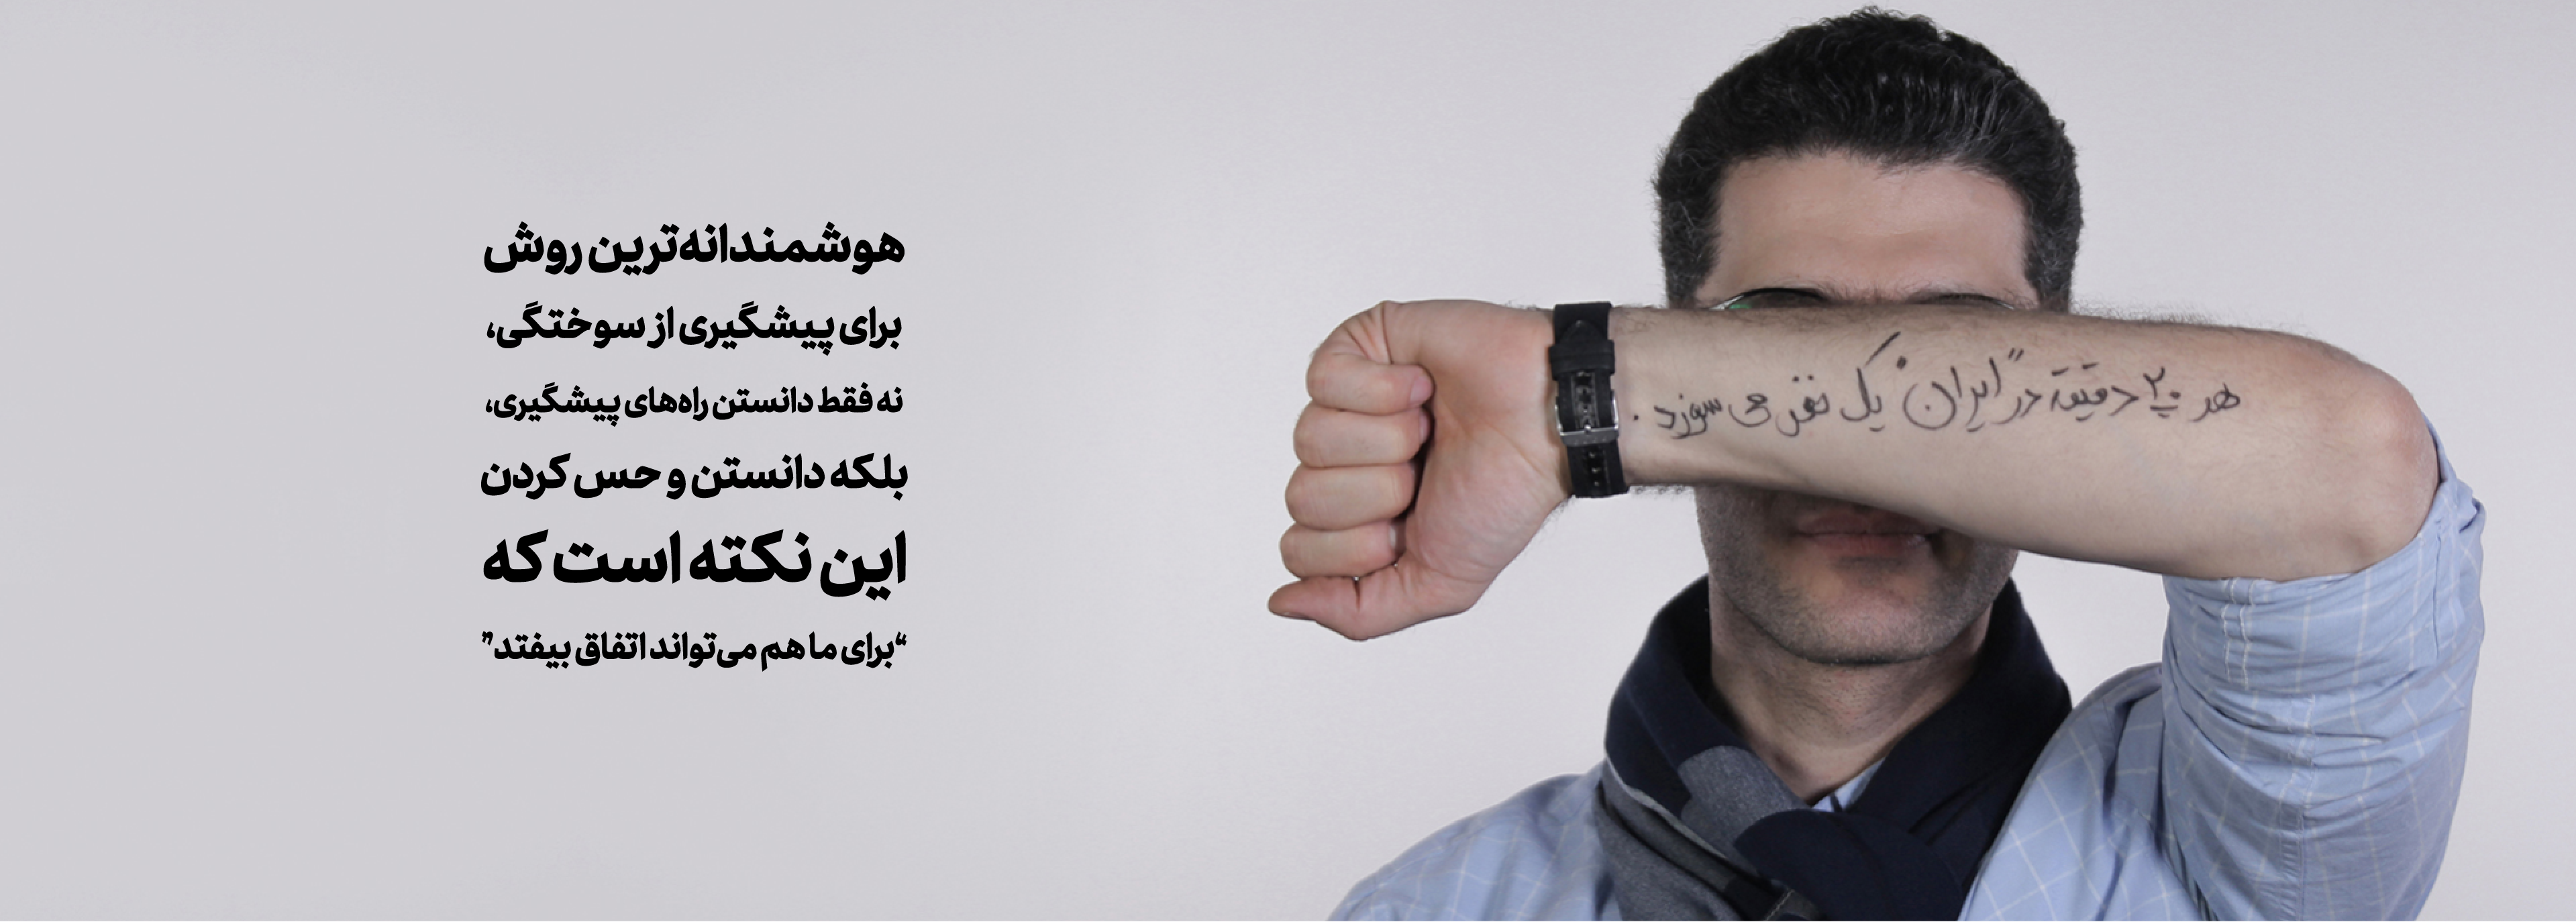 هوشمندانه‌ترین روش
برای پیشگیری از سوختگی،
نه فقط دانستن راه‌های پیشگیری،
بلکه دانستن و حس کردن
این نکته است که
“برای ما هم می‌تواند اتفاق بیفتد”
هر ۲۰ دقیقه در "ایران" یک نفر می سوزد.